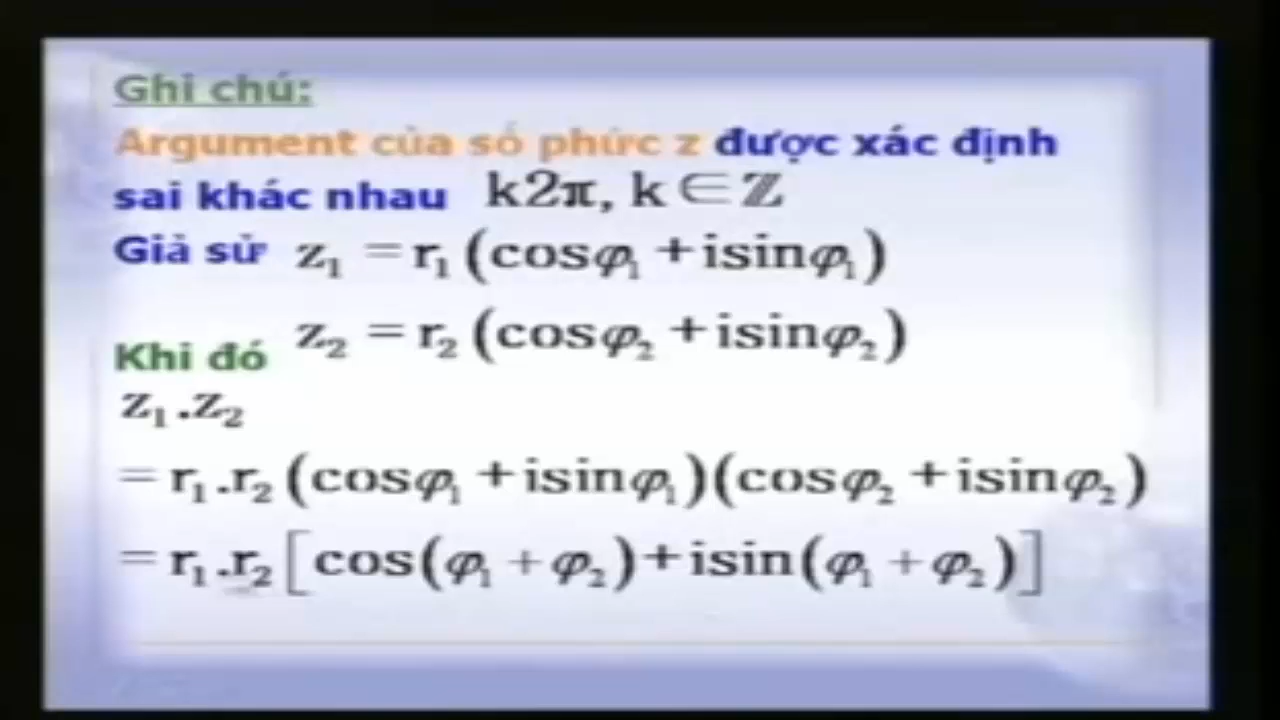 Ghi chú:
Argument của số phức z được xác định
sai khác nhau k2π, k ∈ ℤ
Giả sử z₁ = r₁(cosφ₁ + isinφ₁)
z₂ = r₂(cosφ₂ + isinφ₂)
Khi đó
z₁.z₂
= r₁.r₂(cosφ₁ + isinφ₁)(cosφ₂ + isinφ₂)
= r₁.r₂[cos(φ₁ + φ₂) + isin(φ₁ + φ₂)]